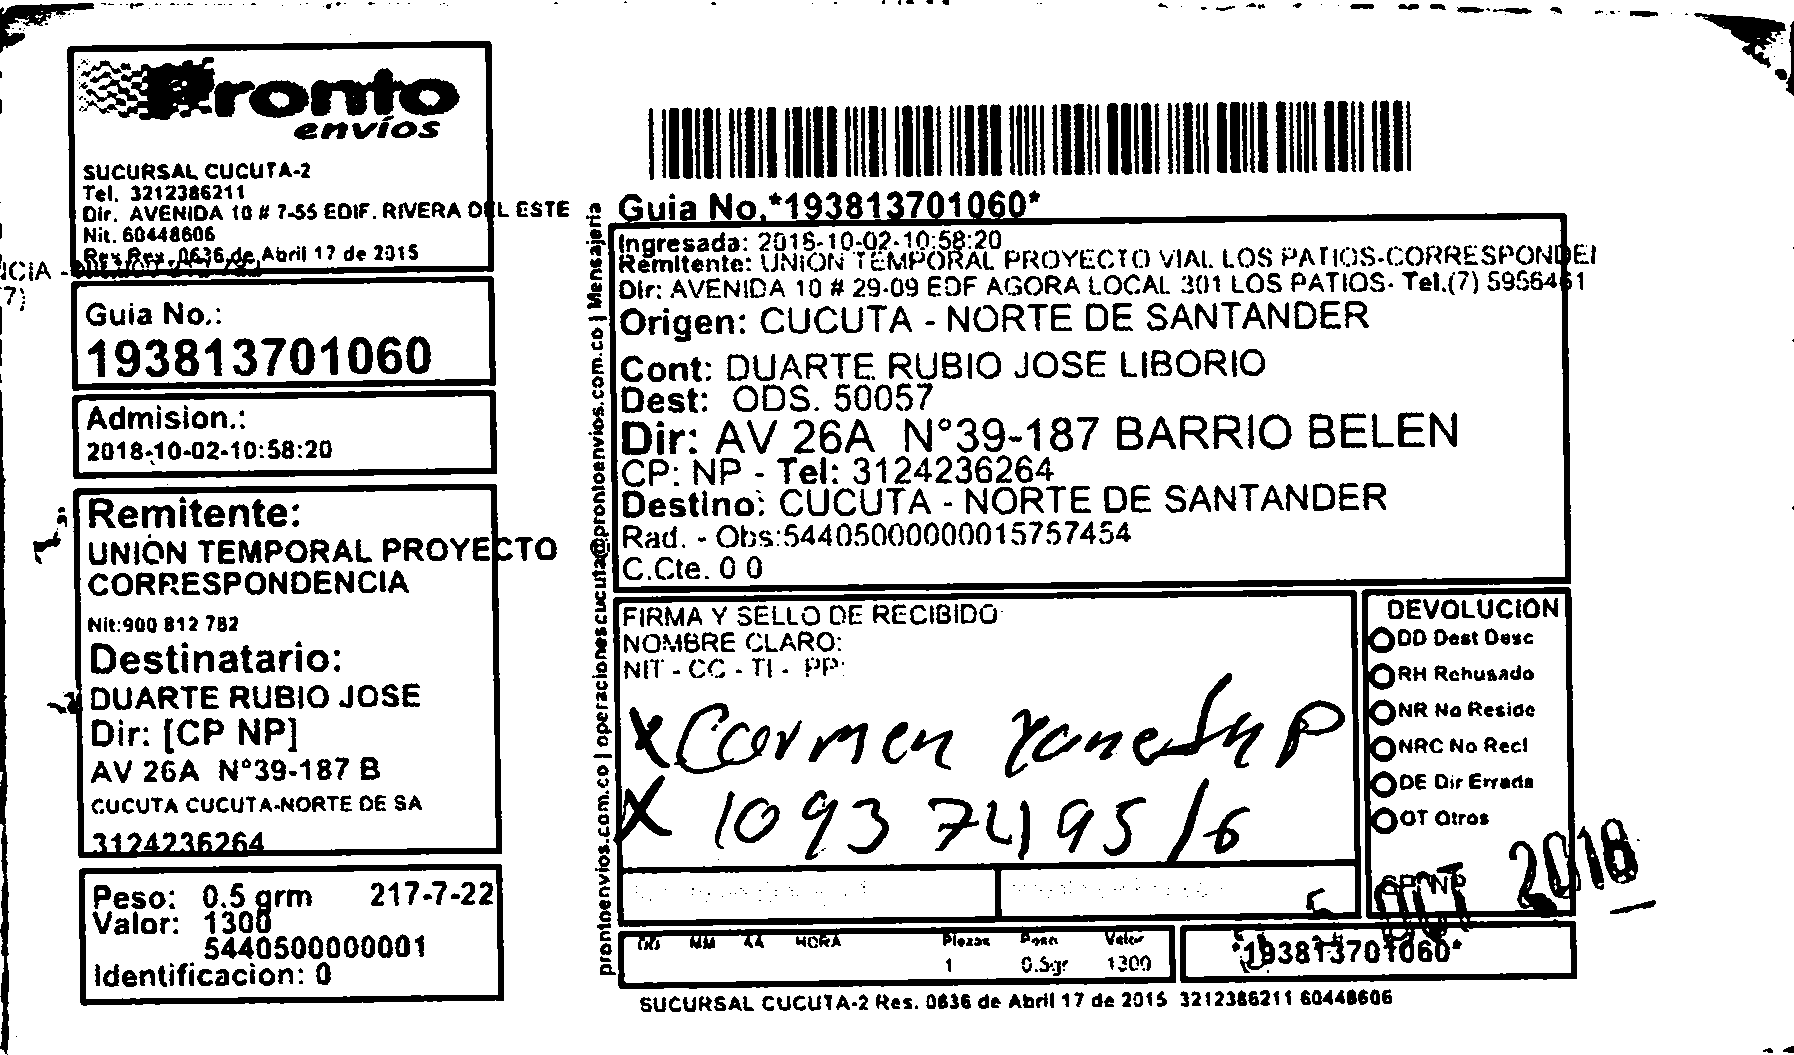 Pronto
envíos
SUCURSAL CUCUTA-2
Tel. 3212386211
Dir. AVENIDA 10 # 7-55 EDIF. RIVERA DEL ESTE
Nit. 60448606
Res Res. 0636 de Abril 17 de 2015
Guia No.:
193813701060
Admision.:
2018-10-02-10:58:20
Remitente:
UNION TEMPORAL PROYECTO
CORRESPONDENCIA
Nit:900 812 782
Destinatario:
DUARTE RUBIO JOSE
Dir: [CP NP]
AV 26A N°39-187 B
CUCUTA CUCUTA-NORTE DE SA
3124236264
Peso: 0.5 grm 217-7-22
Valor: 1300
5440500000001
Identificacion: 0
prontoenvios.com.co | operacionescucuta@prontoenvios.com.co | Mensajeria
Guia No.*193813701060*
Ingresada: 2018-10-02-10:58:20
Remitente: UNION TEMPORAL PROYECTO VIAL LOS PATIOS-CORRESPONDEI
Dir: AVENIDA 10 # 29-09 EDF AGORA LOCAL 301 LOS PATIOS- Tel.(7) 5956461
Origen: CUCUTA - NORTE DE SANTANDER
Cont: DUARTE RUBIO JOSE LIBORIO
Dest: ODS. 50057
Dir: AV 26A N°39-187 BARRIO BELEN
CP: NP - Tel: 3124236264
Destino: CUCUTA - NORTE DE SANTANDER
Rad. - Obs:544050000000015757454
C.Cte. 0 0
FIRMA Y SELLO DE RECIBIDO
NOMBRE CLARO:
NIT - CC - TI - PP:
X Carmen
X 1093749516
DEVOLUCION
DD Dest Desc
RH Rehusado
NR No Reside
NRC No Recl
DE Dir Errada
OT Otros
5 OCT 2018
DD MM AA HORA Piezas Peso Valor
1 0.5gr 1300
*193813701060*
SUCURSAL CUCUTA-2 Res. 0636 de Abril 17 de 2015 3212386211 60448606